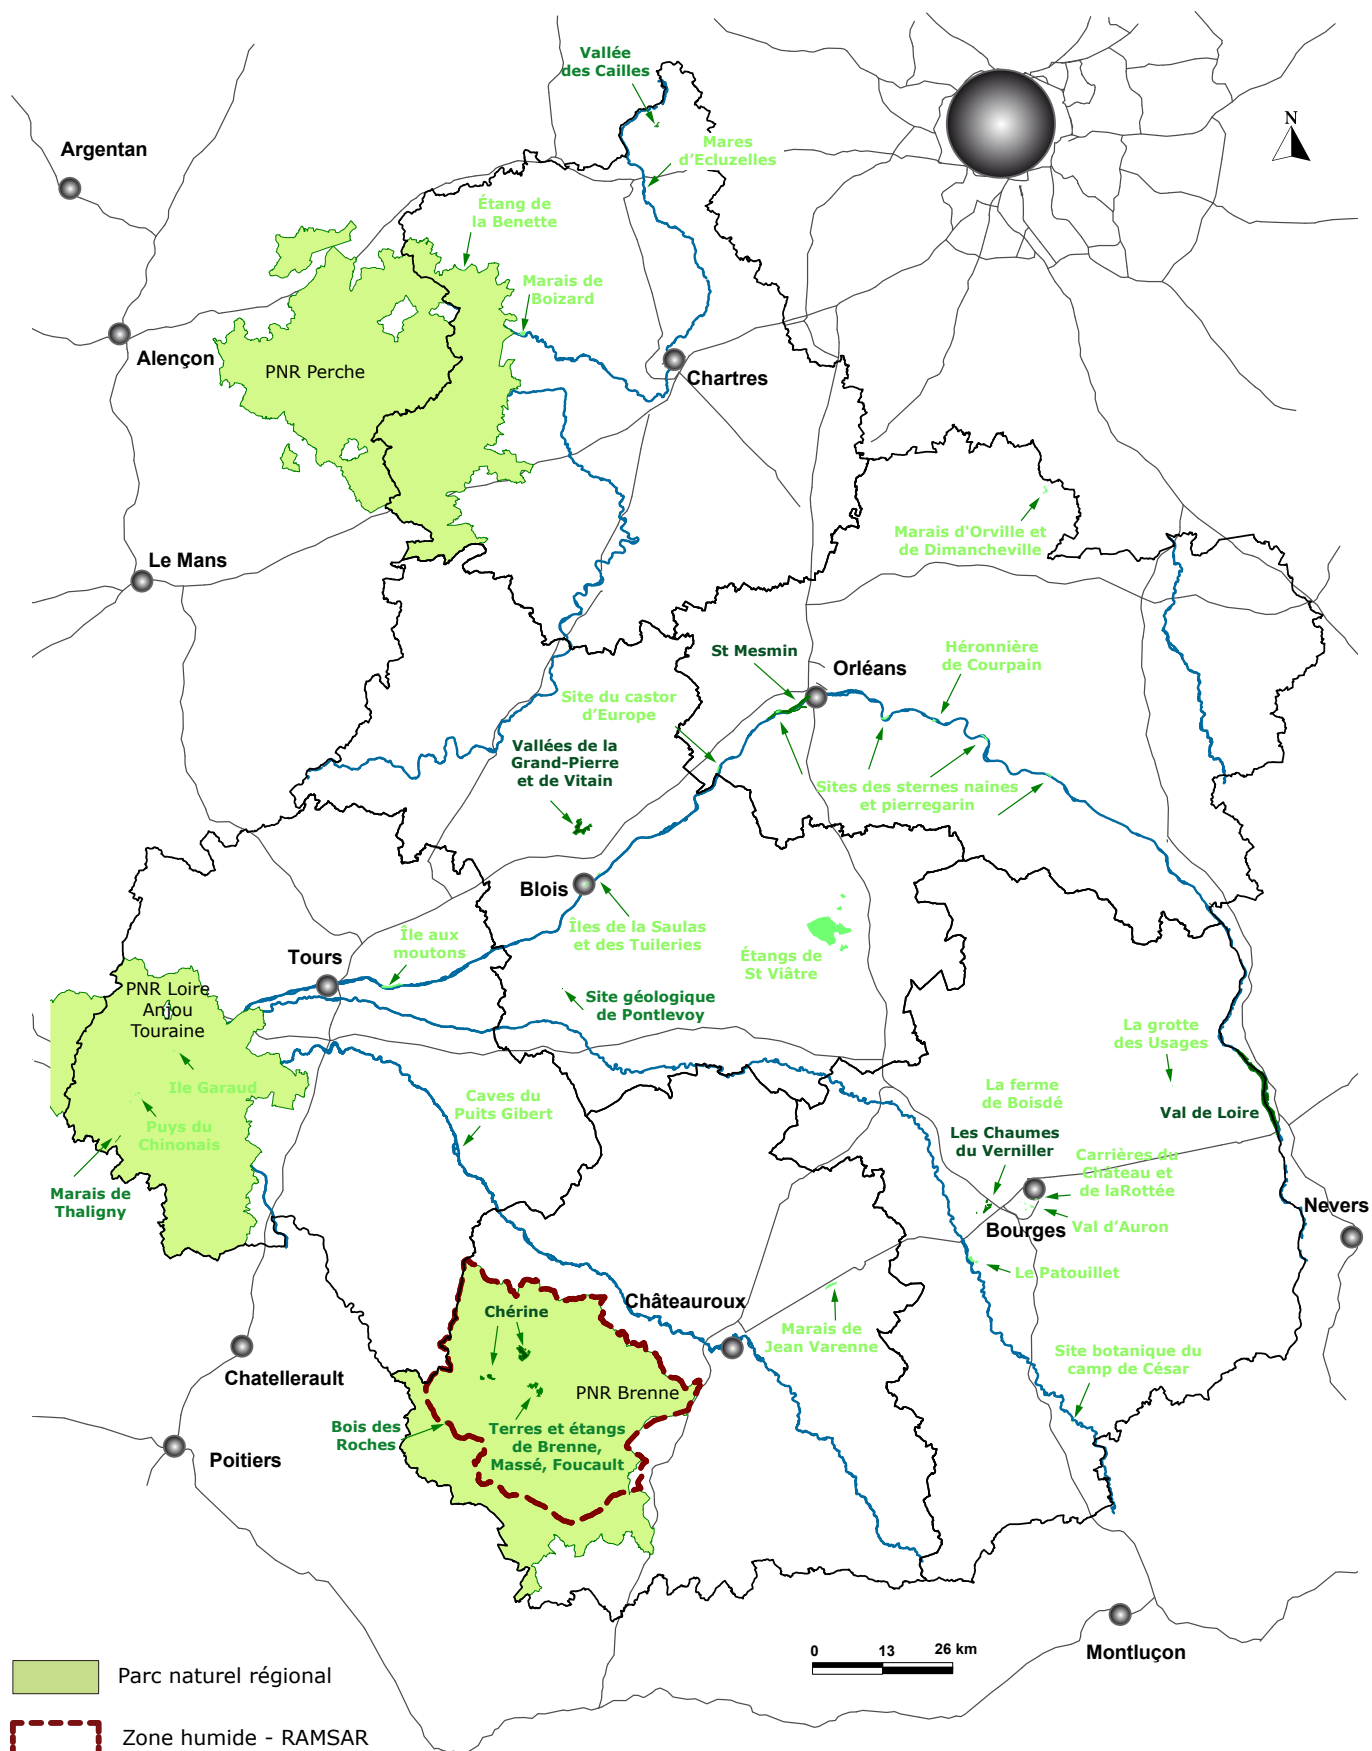 Vallée
des Cailles
N
Argentan
Mares
d'Ecluzelles
Étang de
la Benette
Marais de
Boizard
Alençon
PNR Perche
Chartres
Marais d'Orville et
de Dimancheville
Le Mans
St Mesmin
Orléans
Héronnière
de Courpain
Site du castor
d'Europe
Vallées de la
Grand-Pierre
et de Vitain
Sites des sternes naines
et pierregarin
Blois
Îles de la Saulas
et des Tuileries
Île aux
moutons
Étangs de
St Viâtre
Tours
PNR Loire
Anjou
Touraine
Site géologique
de Pontlevoy
La grotte
des Usages
Ile Garaud
Caves du
Puits Gibert
La ferme
de Boisdé
Val de Loire
Puys du
Chinonais
Les Chaumes
du Verniller
Carrières du
Château et
de laRottée
Marais de
Thaligny
Nevers
Bourges
Val d'Auron
Le Patouillet
Châteauroux
Chérine
Marais de
Jean Varenne
Site botanique du
camp de César
Chatellerault
PNR Brenne
Bois des
Roches
Terres et étangs
de Brenne,
Massé, Foucault
Poitiers
0 13 26 km
Montluçon
Parc naturel régional
Zone humide - RAMSAR